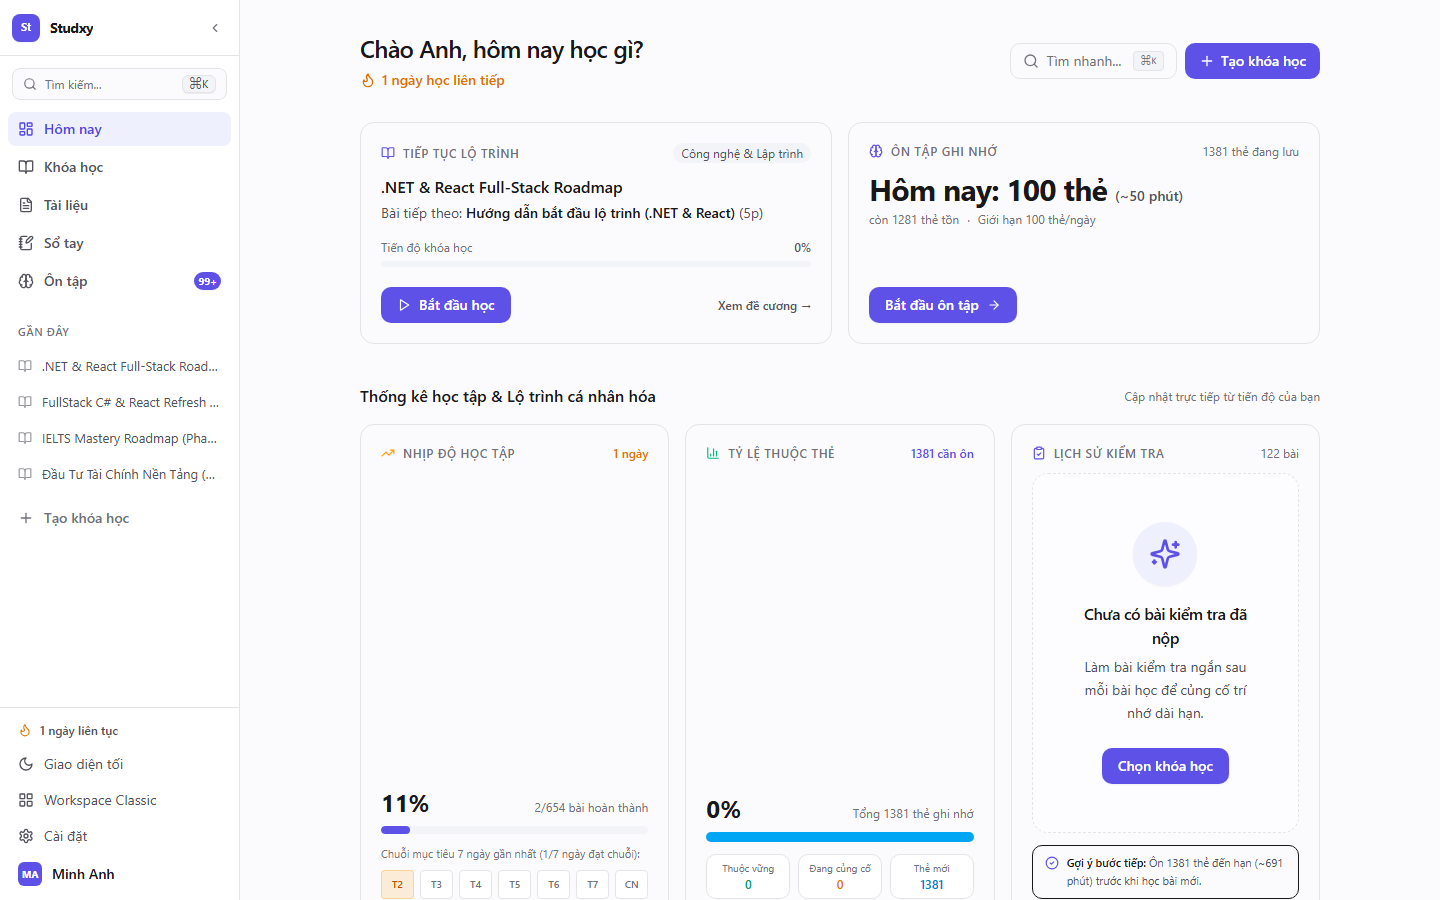 St Studxy
Tìm kiếm... ⌘K
Hôm nay
Khóa học
Tài liệu
Sổ tay
Ôn tập 99+
GẦN ĐÂY
.NET & React Full-Stack Road...
FullStack C# & React Refresh ...
IELTS Mastery Roadmap (Pha...
Đầu Tư Tài Chính Nền Tảng (...
Tạo khóa học
1 ngày liên tục
Giao diện tối
Workspace Classic
Cài đặt
MA Minh Anh
Chào Anh, hôm nay học gì?
1 ngày học liên tiếp
Tìm nhanh... ⌘K
Tạo khóa học
TIẾP TỤC LỘ TRÌNH
Công nghệ & Lập trình
.NET & React Full-Stack Roadmap
Bài tiếp theo: Hướng dẫn bắt đầu lộ trình (.NET & React) (5p)
Tiến độ khóa học 0%
Bắt đầu học
Xem đề cương →
ÔN TẬP GHI NHỚ
1381 thẻ đang lưu
Hôm nay: 100 thẻ (~50 phút)
còn 1281 thẻ tồn · Giới hạn 100 thẻ/ngày
Bắt đầu ôn tập →
Thống kê học tập & Lộ trình cá nhân hóa
Cập nhật trực tiếp từ tiến độ của bạn
NHỊP ĐỘ HỌC TẬP 1 ngày
11% 2/654 bài hoàn thành
Chuỗi mục tiêu 7 ngày gần nhất (1/7 ngày đạt chuỗi):
T2 T3 T4 T5 T6 T7 CN
TỶ LỆ THUỘC THẺ 1381 cần ôn
0% Tổng 1381 thẻ ghi nhớ
Thuộc vững Đang củng cố Thẻ mới
0 0 1381
LỊCH SỬ KIỂM TRA 122 bài
Chưa có bài kiểm tra đã
nộp
Làm bài kiểm tra ngắn sau
mỗi bài học để củng cố trí
nhớ dài hạn.
Chọn khóa học
Gợi ý bước tiếp: Ôn 1381 thẻ đến hạn (~691
phút) trước khi học bài mới.